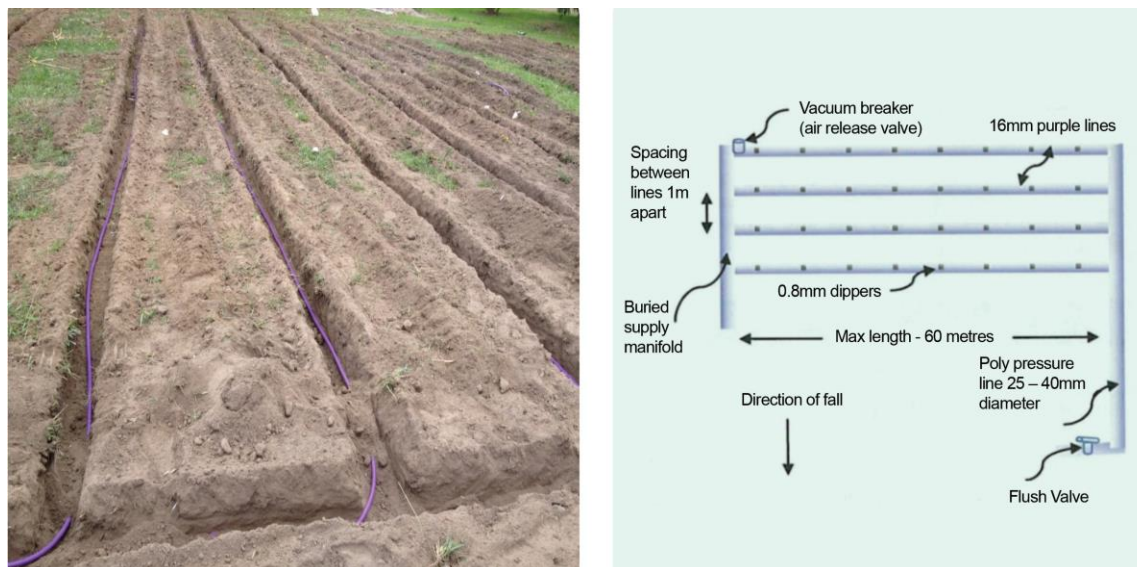 Vacuum breaker
(air release valve)
16mm purple lines
Spacing
between
lines 1m
apart
0.8mm dippers
Buried
supply
manifold
Max length - 60 metres
Poly pressure
line 25 – 40mm
diameter
Direction of fall
Flush Valve